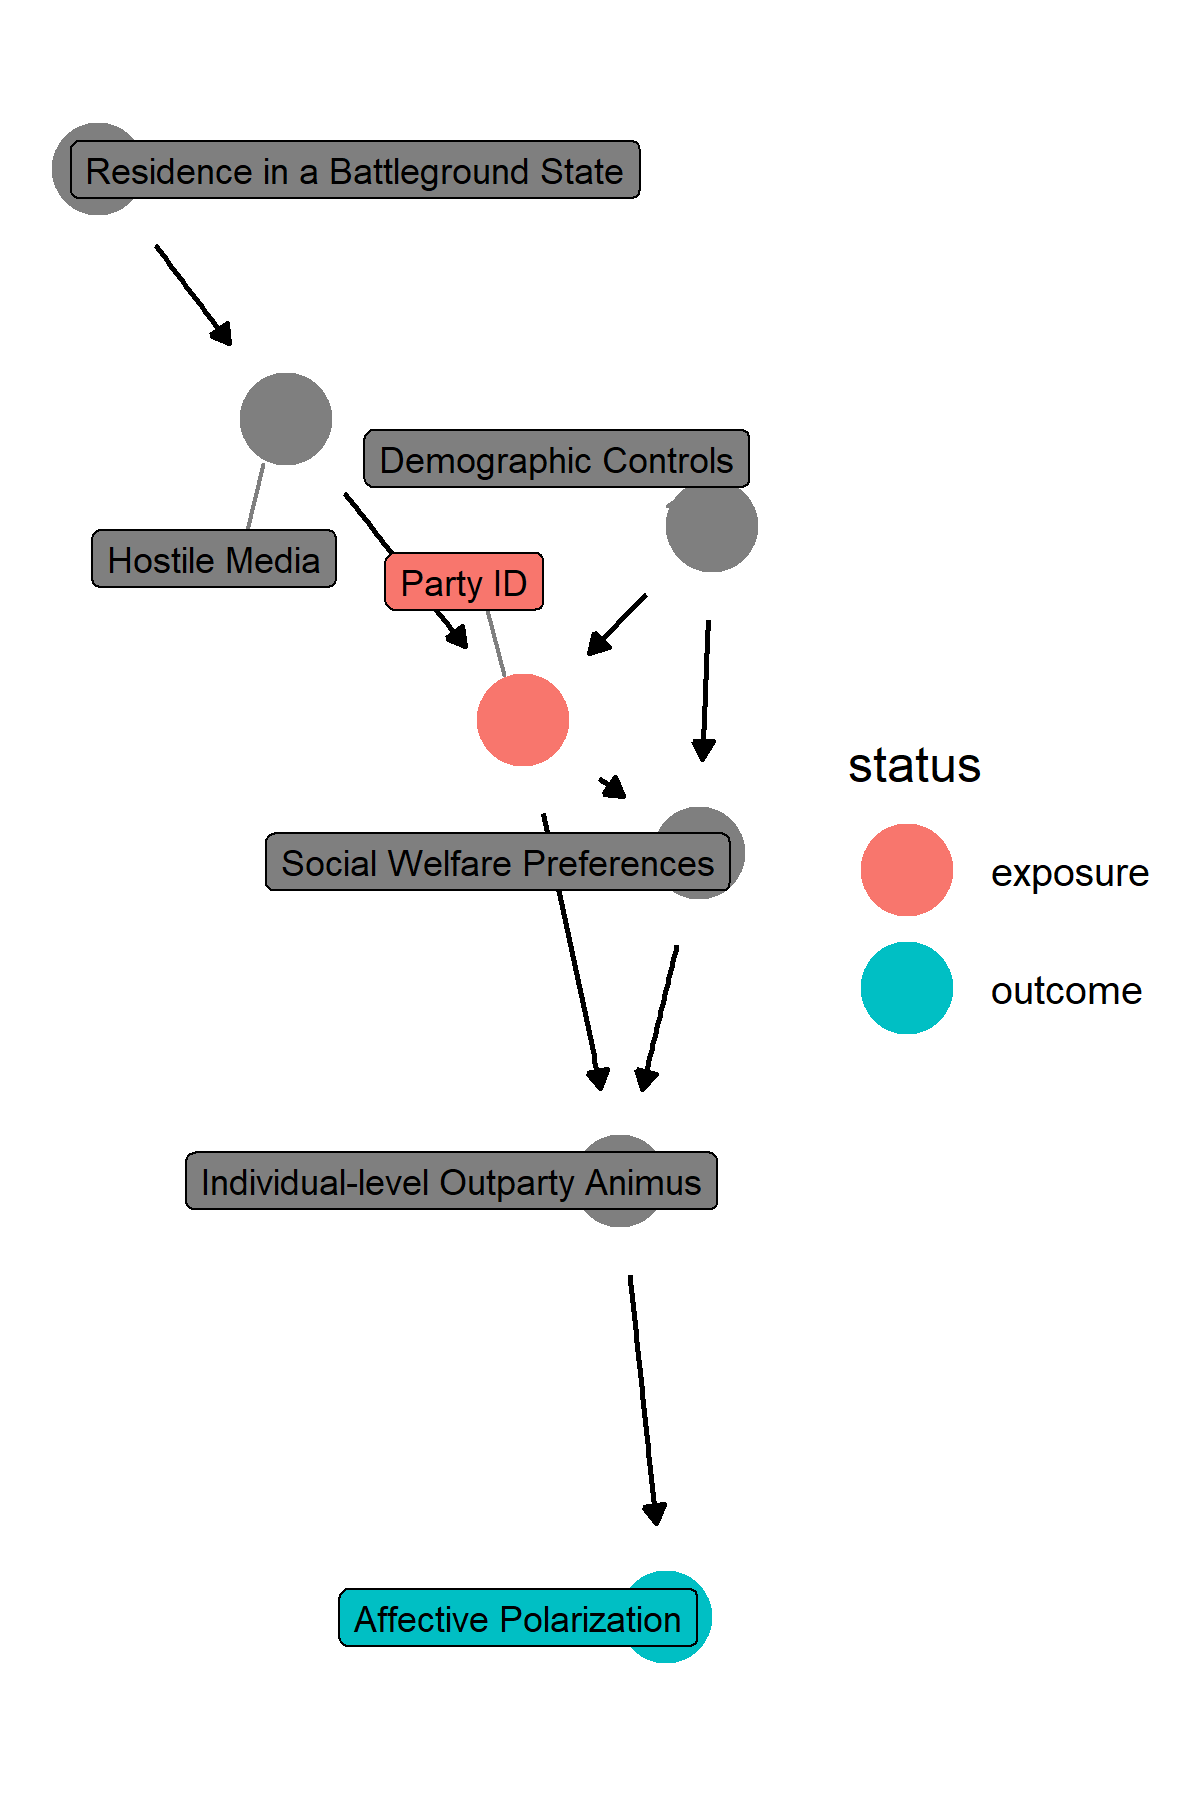 Residence in a Battleground State
Demographic Controls
Hostile Media
Party ID
status
Social Welfare Preferences
exposure
outcome
Individual-level Outparty Animus
Affective Polarization